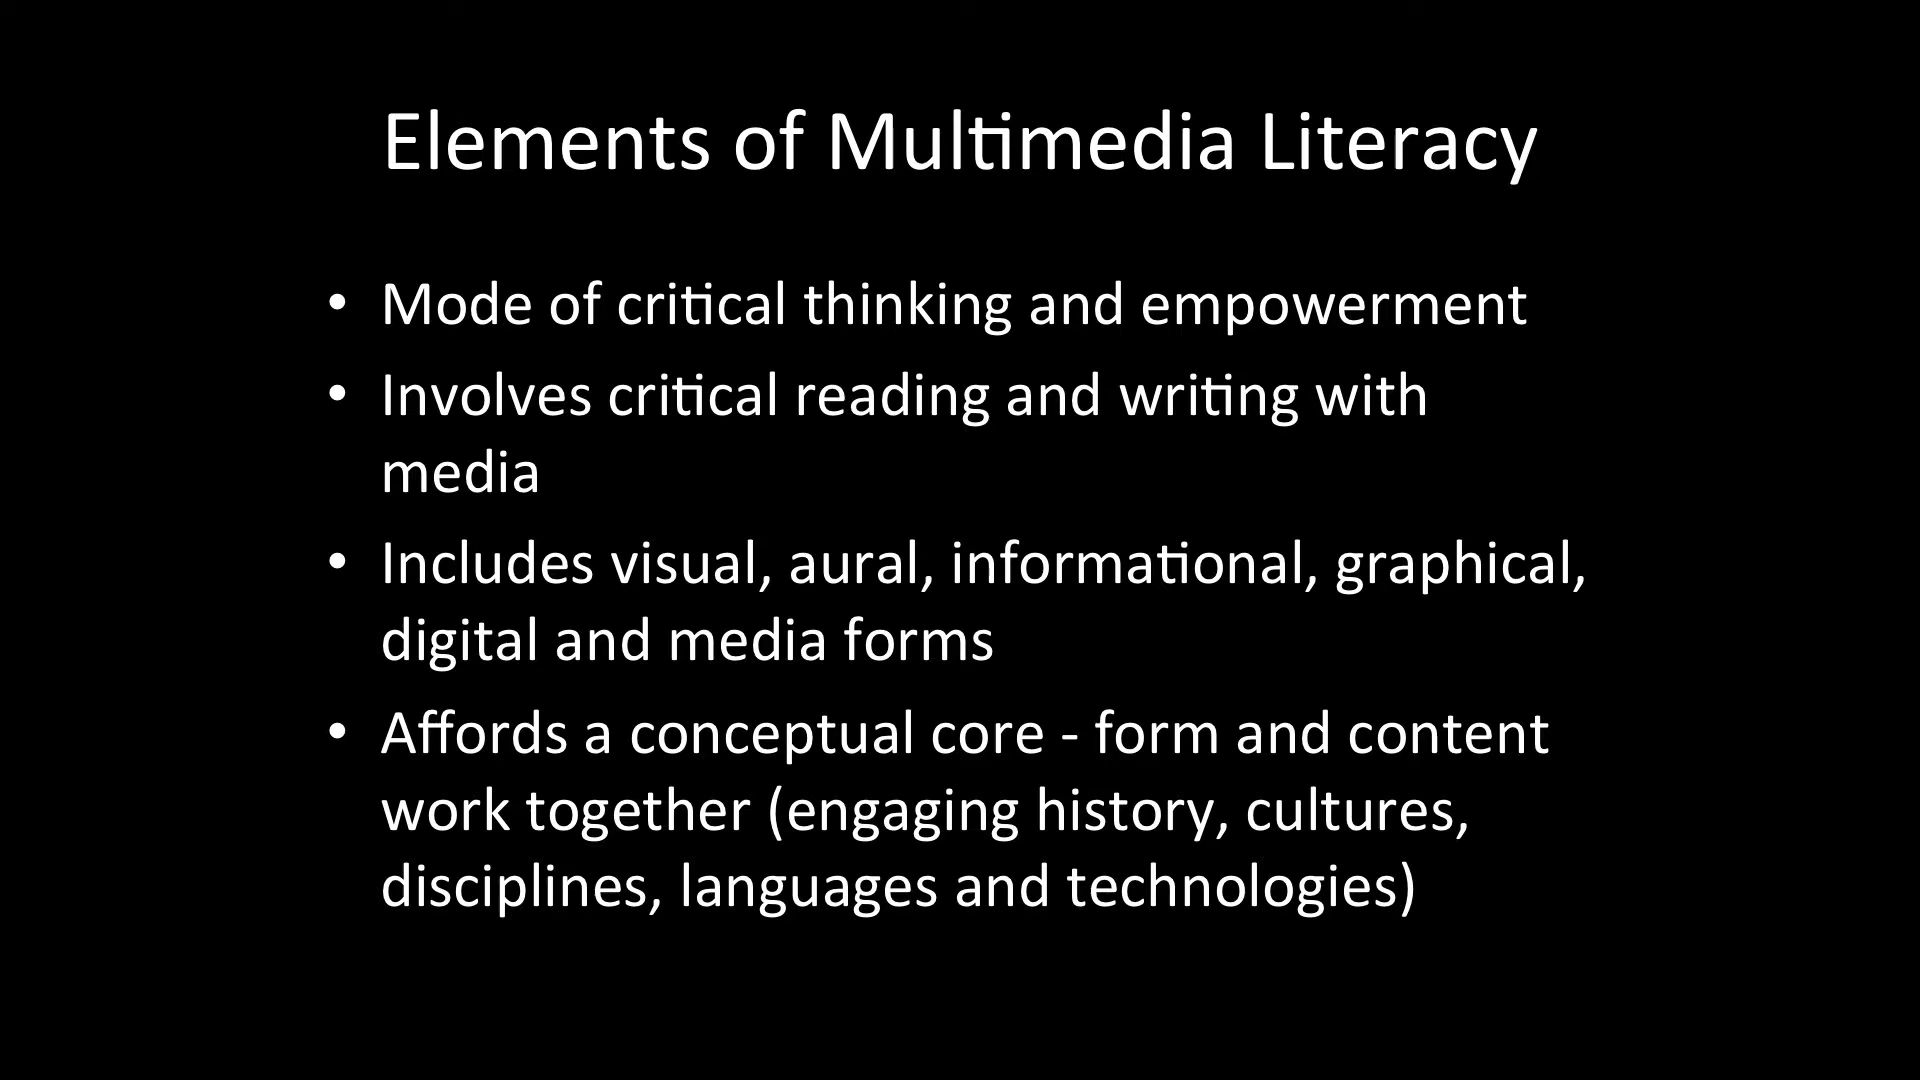 Elements of Multimedia Literacy
• Mode of critical thinking and empowerment
• Involves critical reading and writing with
media
• Includes visual, aural, informational, graphical,
digital and media forms
• Affords a conceptual core - form and content
work together (engaging history, cultures,
disciplines, languages and technologies)